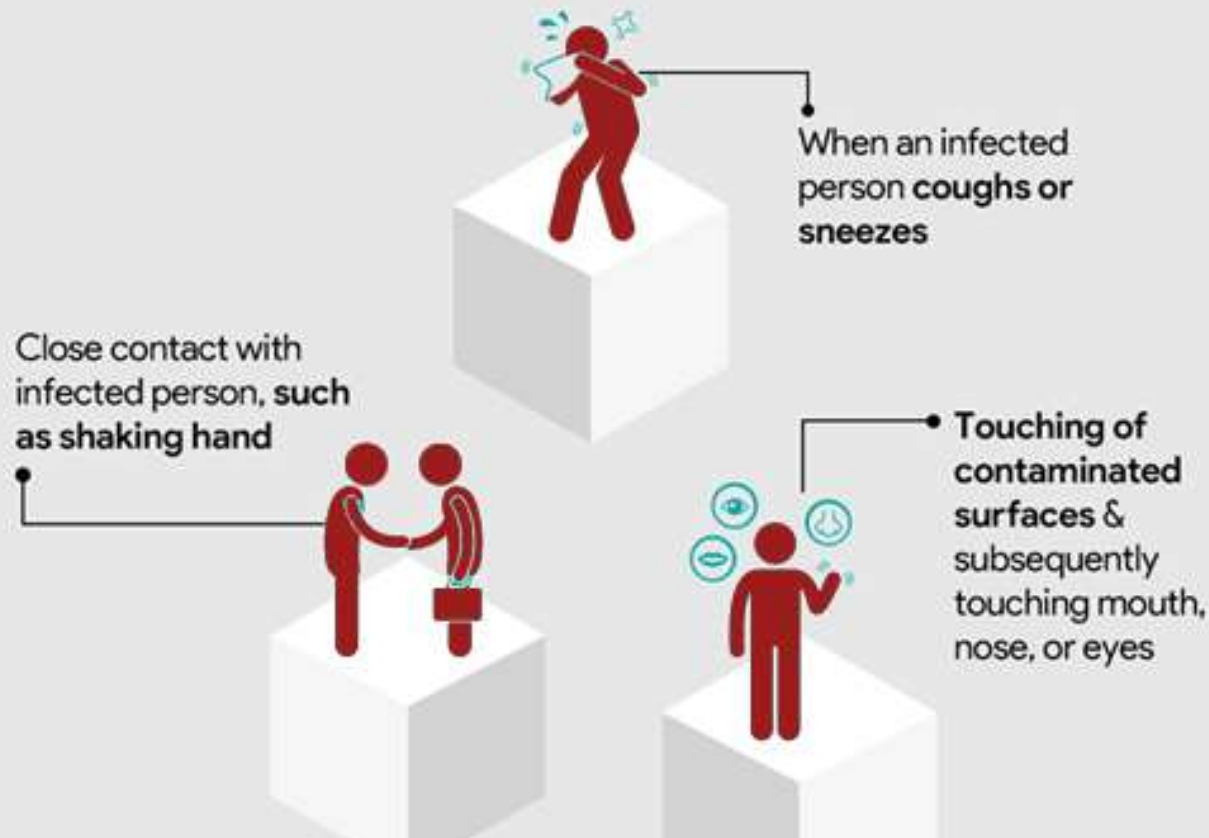 When an infected
person coughs or
sneezes
Close contact with
infected person, such
as shaking hand
Touching of
contaminated
surfaces &
subsequently
touching mouth,
nose, or eyes